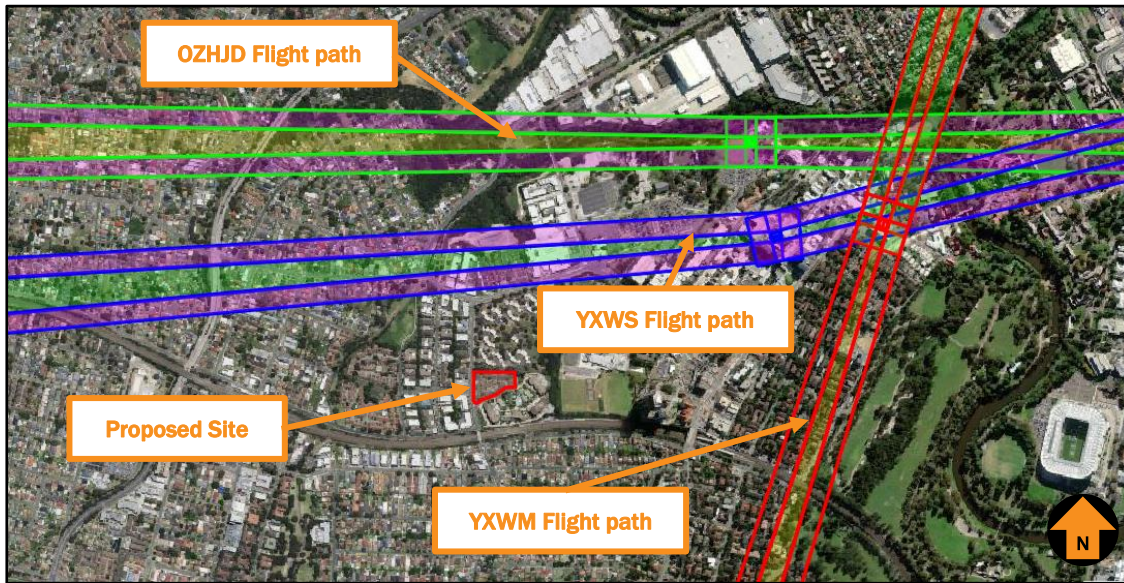 OZHJD Flight path
YXWS Flight path
Proposed Site
YXWM Flight path
N